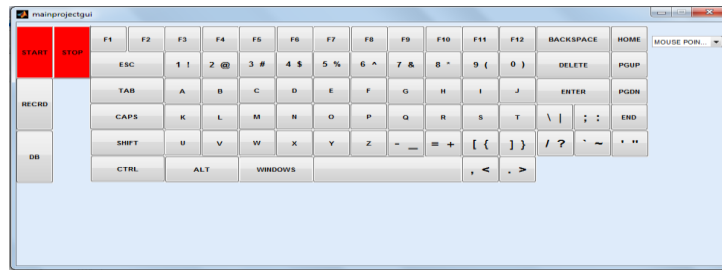 mainprojectgui
START STOP F1 F2 F3 F4 F5 F6 F7 F8 F9 F10 F11 F12 BACKSPACE HOME MOUSE POIN...
ESC 1 ! 2 @ 3 # 4 $ 5 % 6 ^ 7 & 8 * 9 ( 0 ) DELETE PGUP
RECRD TAB A B C D E F G H I J ENTER PGDN
CAPS K L M N O P Q R S T \ | ; : END
DB SHIFT U V W X Y Z - _ = + [ { ] } / ? ` ~ ' "
CTRL ALT WINDOWS , < . >